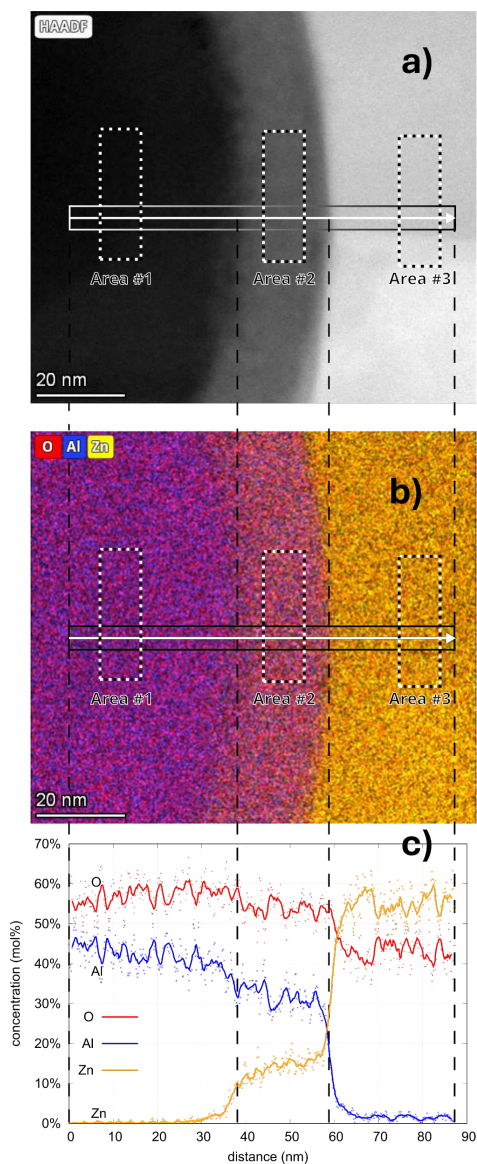 HAADF
a)
Area #1 Area #2 Area #3
20 nm
O Al Zn
b)
Area #1 Area #2 Area #3
20 nm
c)
70%
60%
50%
40%
30%
20%
10%
0%
concentration (mol%)
O
Al
O
Al
Zn
Zn
0 10 20 30 40 50 60 70 80 90
distance (nm)